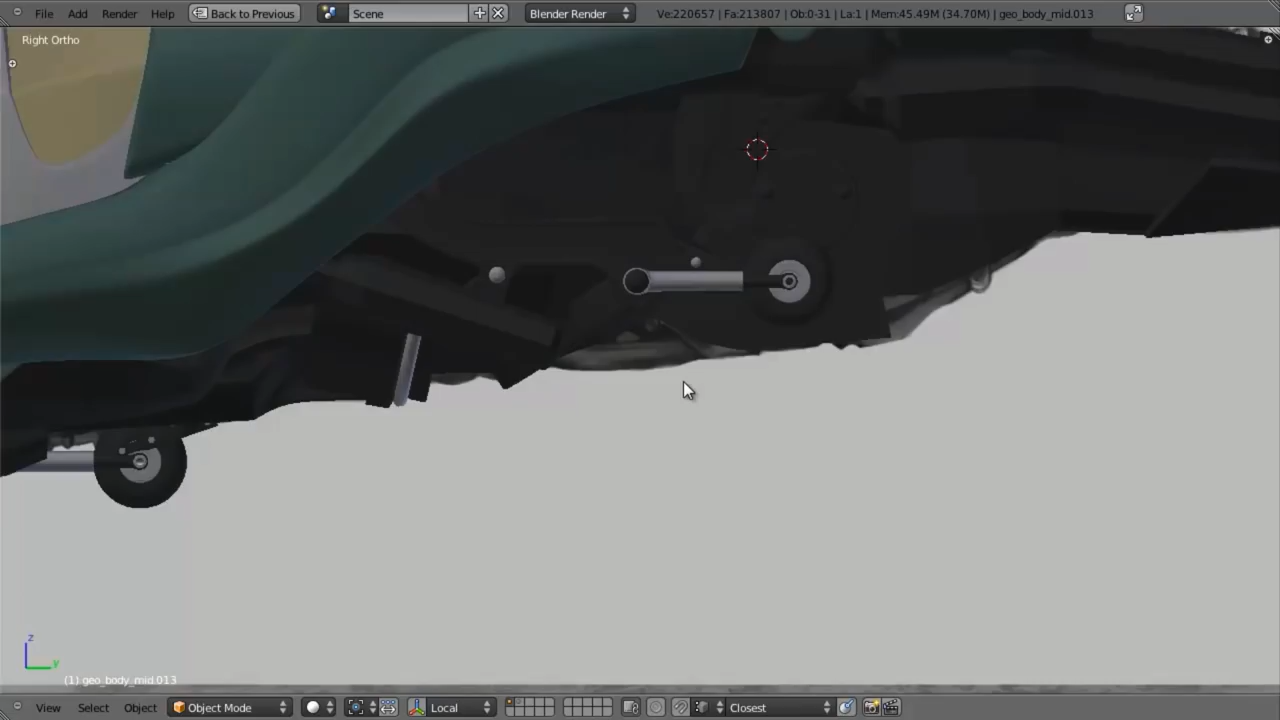 File Add Render Help Back to Previous Scene Blender Render Ve:220657 | Fa:213807 | Ob:0-31 | La:1 | Mem:45.49M (34.70M) | geo_body_mid.013
Right Ortho
z
y
(1) geo_body_mid.013
View Select Object Object Mode Local Closest